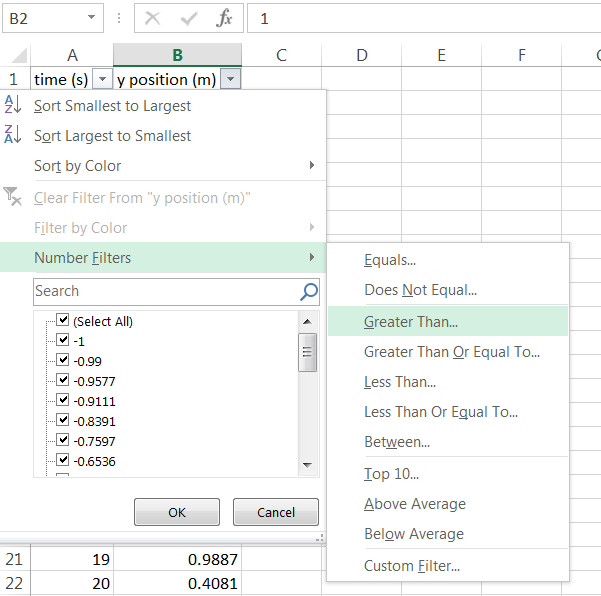 B2 fx 1
A B C D E F
1 time (s) y position (m)
A Z Sort Smallest to Largest
Z A Sort Largest to Smallest
Sort by Color
Clear Filter From "y position (m)"
Filter by Color
Number Filters
Search
(Select All)
-1
-0.99
-0.9577
-0.9111
-0.8391
-0.7597
-0.6536
OK Cancel
Equals...
Does Not Equal...
Greater Than...
Greater Than Or Equal To...
Less Than...
Less Than Or Equal To...
Between...
Top 10...
Above Average
Below Average
Custom Filter...
21 19 0.9887
22 20 0.4081